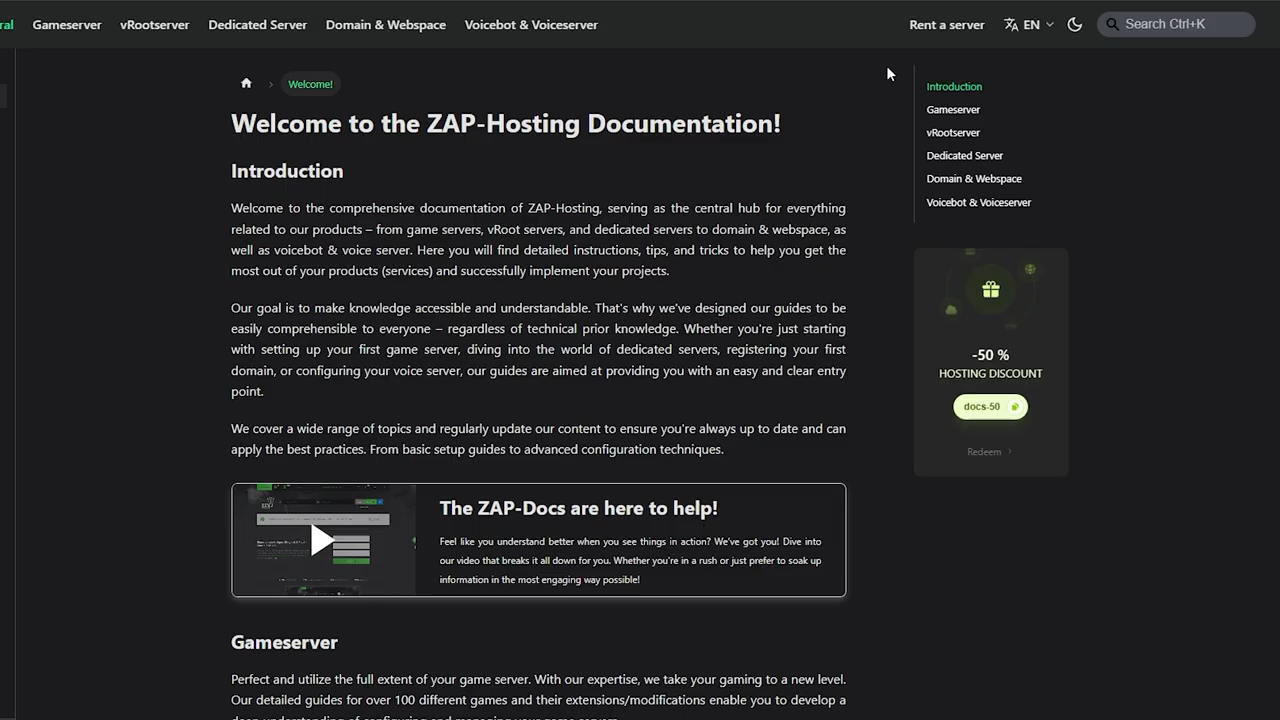 ral Gameserver vRootserver Dedicated Server Domain & Webspace Voicebot & Voiceserver Rent a server EN Search Ctrl+K
Welcome!
Welcome to the ZAP-Hosting Documentation!
Introduction
Welcome to the comprehensive documentation of ZAP-Hosting, serving as the central hub for everything
related to our products – from game servers, vRoot servers, and dedicated servers to domain & webspace, as
well as voicebot & voice server. Here you will find detailed instructions, tips, and tricks to help you get the
most out of your products (services) and successfully implement your projects.
Our goal is to make knowledge accessible and understandable. That's why we've designed our guides to be
easily comprehensible to everyone – regardless of technical prior knowledge. Whether you're just starting
with setting up your first game server, diving into the world of dedicated servers, registering your first
domain, or configuring your voice server, our guides are aimed at providing you with an easy and clear entry
point.
We cover a wide range of topics and regularly update our content to ensure you're always up to date and can
apply the best practices. From basic setup guides to advanced configuration techniques.
The ZAP-Docs are here to help!
Feel like you understand better when you see things in action? We've got you! Dive into
our video that breaks it all down for you. Whether you're in a rush or just prefer to soak up
information in the most engaging way possible!
Gameserver
Perfect and utilize the full extent of your game server. With our expertise, we take your gaming to a new level.
Our detailed guides for over 100 different games and their extensions/modifications enable you to develop a
Introduction
Gameserver
vRootserver
Dedicated Server
Domain & Webspace
Voicebot & Voiceserver
-50 %
HOSTING DISCOUNT
docs-50
Redeem